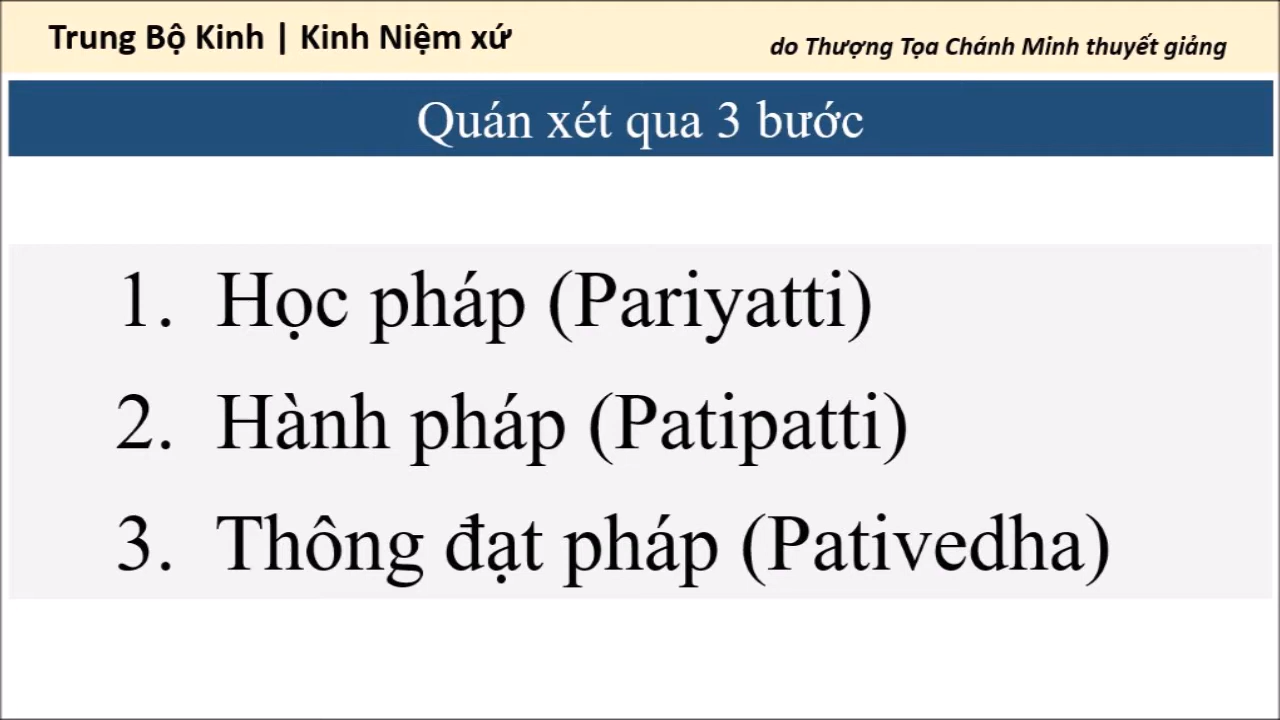 Trung Bộ Kinh | Kinh Niệm xứ
do Thượng Tọa Chánh Minh thuyết giảng
Quán xét qua 3 bước
1. Học pháp (Pariyatti)
2. Hành pháp (Patipatti)
3. Thông đạt pháp (Pativedha)